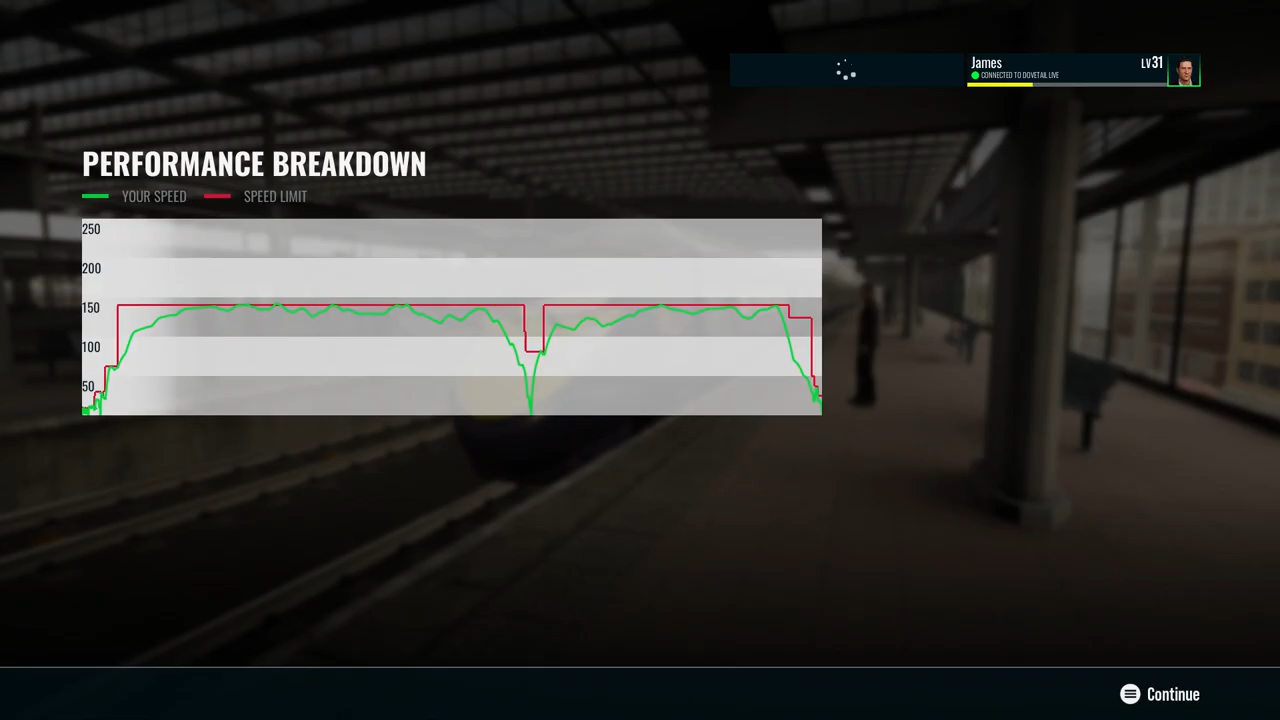 James
LV31
CONNECTED TO DOVETAIL LIVE
PERFORMANCE BREAKDOWN
YOUR SPEED
SPEED LIMIT
250
200
150
100
50
Continue